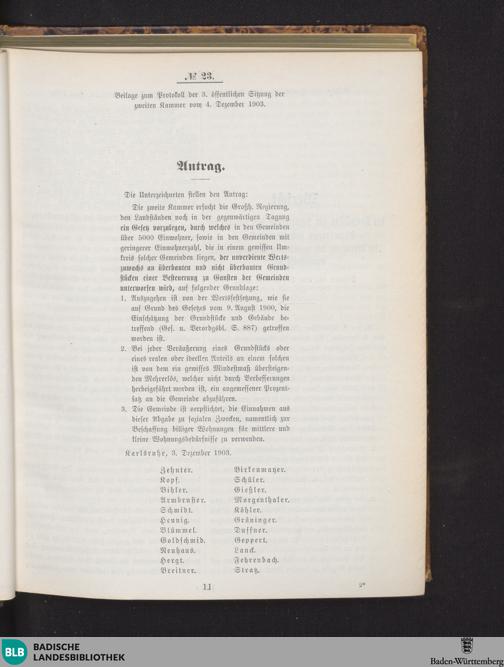 № 23.
Beilage zum Protokoll der 3. öffentlichen Sitzung der
zweiten Kammer vom 4. Dezember 1903.
Antrag.
Die Unterzeichneten stellen den Antrag:
Die zweite Kammer ersucht die Großh. Regierung,
den Landständen noch in der gegenwärtigen Tagung
ein Gesetz vorzulegen, durch welches in den Gemeinden
über 5000 Einwohner, sowie in den Gemeinden mit
geringerer Einwohnerzahl, die in einem gewissen Um-
kreis solcher Gemeinden liegen, der unverdiente Werts-
zuwachs an überbauten und nicht überbauten Grund-
stücken einer Besteuerung zu Gunsten der Gemeinden
unterworfen wird, auf folgender Grundlage:
1. Auszugehen ist von der Wertsfestsetzung, wie sie
auf Grund des Gesetzes vom 9. August 1900, die
Einschätzung der Grundstücke und Gebäude be-
treffend (Ges. u. Verordgsbl. S. 887) getroffen
worden ist.
2. Bei jeder Veräußerung eines Grundstücks oder
eines realen oder ideellen Anteils an einem solchen
ist von dem ein gewisses Mindestmaß übersteigen-
den Mehrerlös, welcher nicht durch Verbesserungen
herbeigeführt worden ist, ein angemessener Prozent-
satz an die Gemeinde abzuführen.
3. Die Gemeinde ist verpflichtet, die Einnahmen aus
dieser Abgabe zu sozialen Zwecken, namentlich zur
Beschaffung billiger Wohnungen für mittlere und
kleine Wohnungsbedürfnisse zu verwenden.
Karlsruhe, 3. Dezember 1903.
Zehnter. Birkenmayer.
Kopf. Schüler.
Bihler. Gießler.
Armbruster. Morgenthaler.
Schmidt. Köhler.
Hennig. Gröninger.
Blümmel. Duffner.
Goldschmid. Geppert.
Neuhaus. Lauck.
Hergt. Fehrenbach.
Breitner. Stratz.
11
2*
BLB BADISCHE
LANDESBIBLIOTHEK
Baden-Württemberg